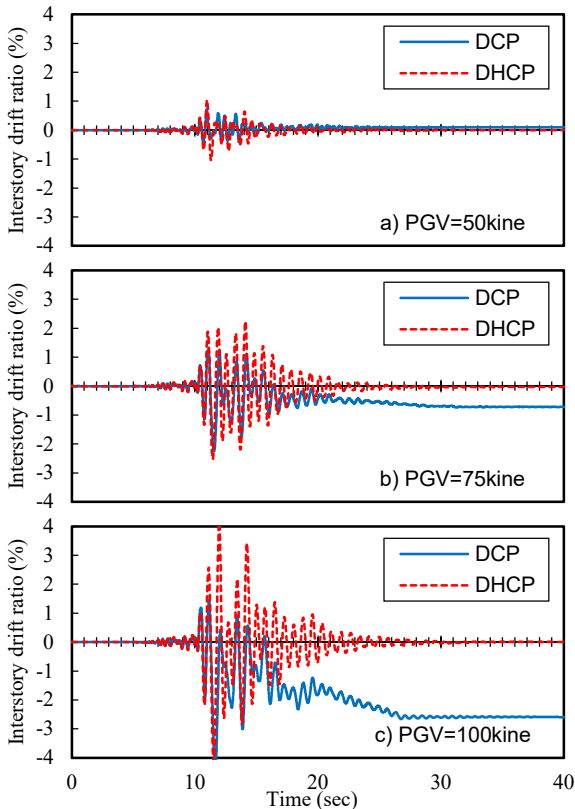 4
3
2
1
0
-1
-2
-3
-4
Interstory drift ratio (%)
DCP
DHCP
a) PGV=50kine
4
3
2
1
0
-1
-2
-3
-4
-5
Interstory drift ratio (%)
DCP
DHCP
b) PGV=75kine
4
3
2
1
0
-1
-2
-3
-4
Interstory drift ratio (%)
DCP
DHCP
c) PGV=100kine
0
10
20
30
40
Time (sec)